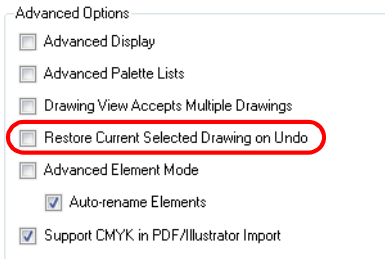 Advanced Options
Advanced Display
Advanced Palette Lists
Drawing View Accepts Multiple Drawings
Restore Current Selected Drawing on Undo
Advanced Element Mode
Auto-rename Elements
Support CMYK in PDF/Illustrator Import